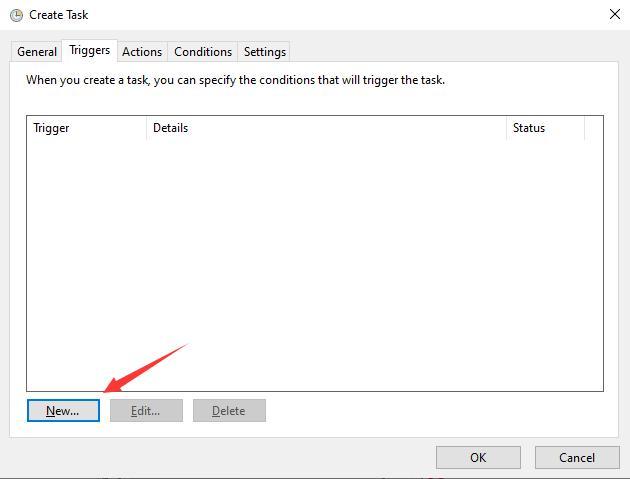 Create Task
General Triggers Actions Conditions Settings
When you create a task, you can specify the conditions that will trigger the task.
Trigger Details Status
New... Edit... Delete
OK Cancel